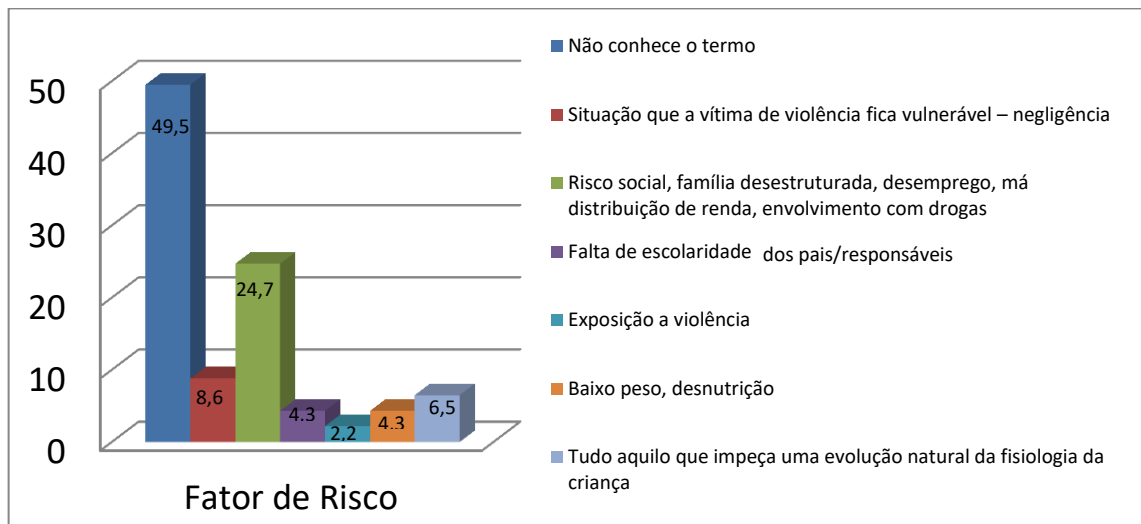 50
40
30
20
10
0
49,5
8,6
24,7
4.3
2,2
4.3
6,5
Fator de Risco
Não conhece o termo
Situação que a vítima de violência fica vulnerável – negligência
Risco social, família desestruturada, desemprego, má
distribuição de renda, envolvimento com drogas
Falta de escolaridade dos pais/responsáveis
Exposição a violência
Baixo peso, desnutrição
Tudo aquilo que impeça uma evolução natural da fisiologia da
criança